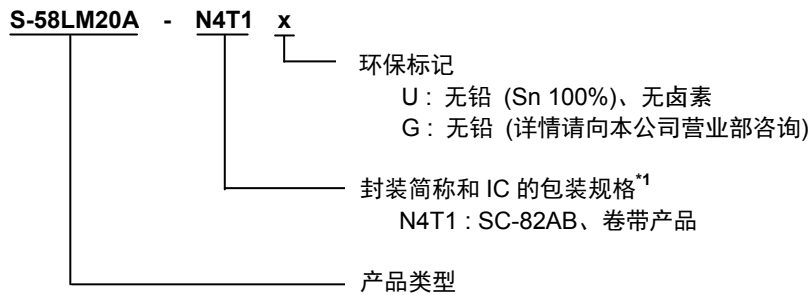 S-58LM20A - N4T1 x
环保标记
U : 无铅 (Sn 100%)、无卤素
G : 无铅 (详情请向本公司营业部咨询)
封装简称和 IC 的包装规格*1
N4T1 : SC-82AB、卷带产品
产品类型